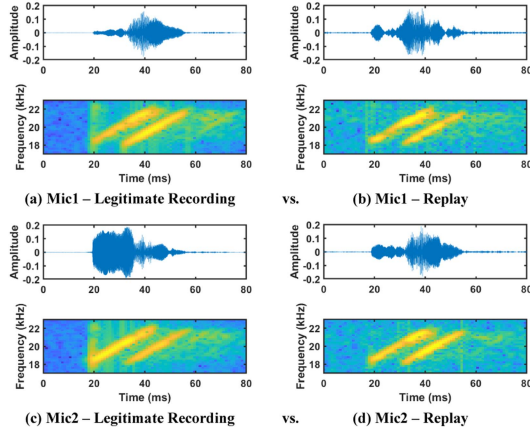 0.2
0.1
0
-0.1
-0.2
Amplitude
0 20 40 60 80
22
20
18
Frequency (kHz)
0 20 40 60 80
Time (ms)
(a) Mic1 – Legitimate Recording
vs.
0.2
0.1
0
-0.1
-0.2
Amplitude
0 20 40 60 80
22
20
18
Frequency (kHz)
0 20 40 60 80
Time (ms)
(b) Mic1 – Replay
0.2
0.1
0
-0.1
-0.2
Amplitude
0 20 40 60 80
22
20
18
Frequency (kHz)
0 20 40 60 80
Time (ms)
(c) Mic2 – Legitimate Recording
vs.
0.2
0.1
0
-0.1
-0.2
Amplitude
0 20 40 60 80
22
20
18
Frequency (kHz)
0 20 40 60 80
Time (ms)
(d) Mic2 – Replay